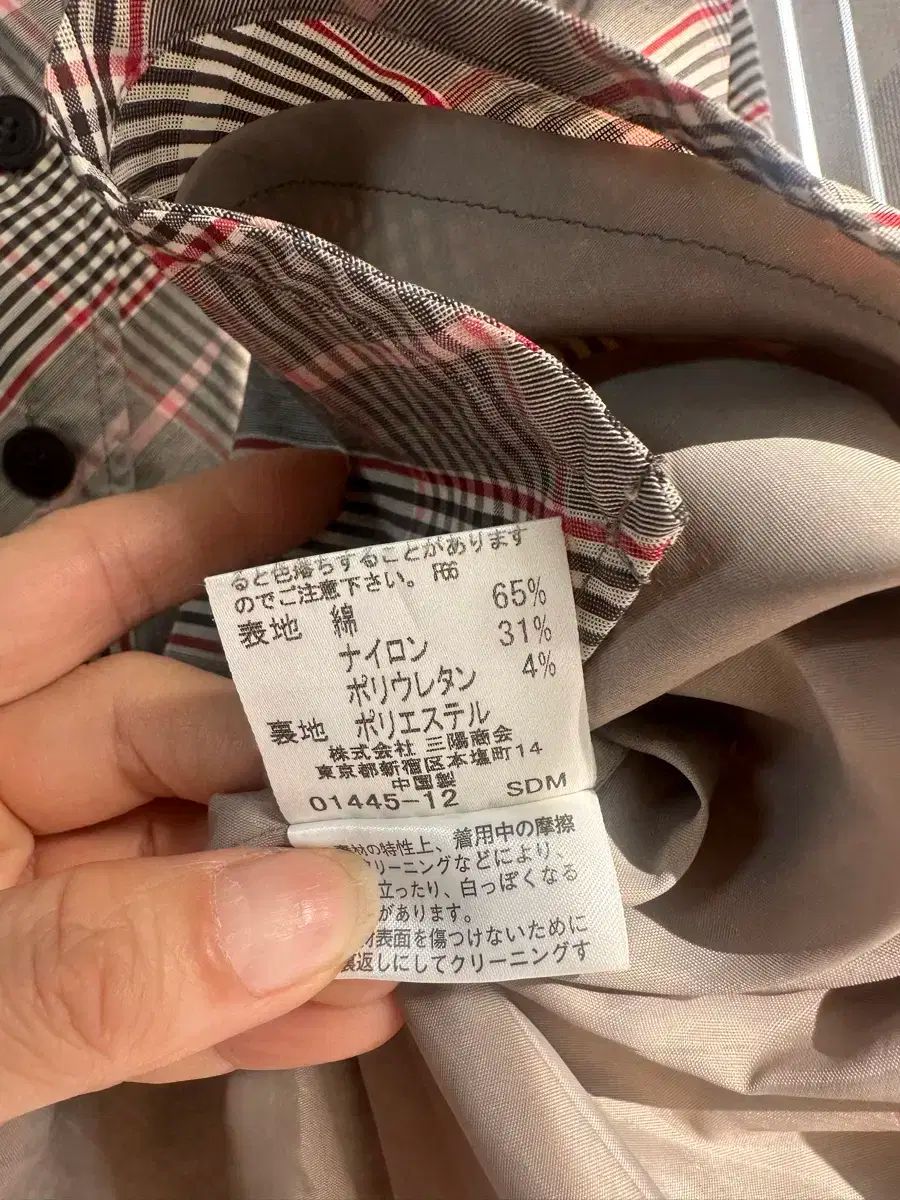 ると色落ちすることがあります
のでご注意下さい。 F66
表地 綿 65%
ナイロン 31%
ポリウレタン 4%
裏地 ポリエステル
株式会社 三陽商会
東京都新宿区本塩町14
中国製
01445-12 SDM
の特性上、着用中の摩擦
クリーニングなどにより、
立ったり、白っぽくなる
があります。
表面を傷つけないために
裏返しにしてクリーニングす